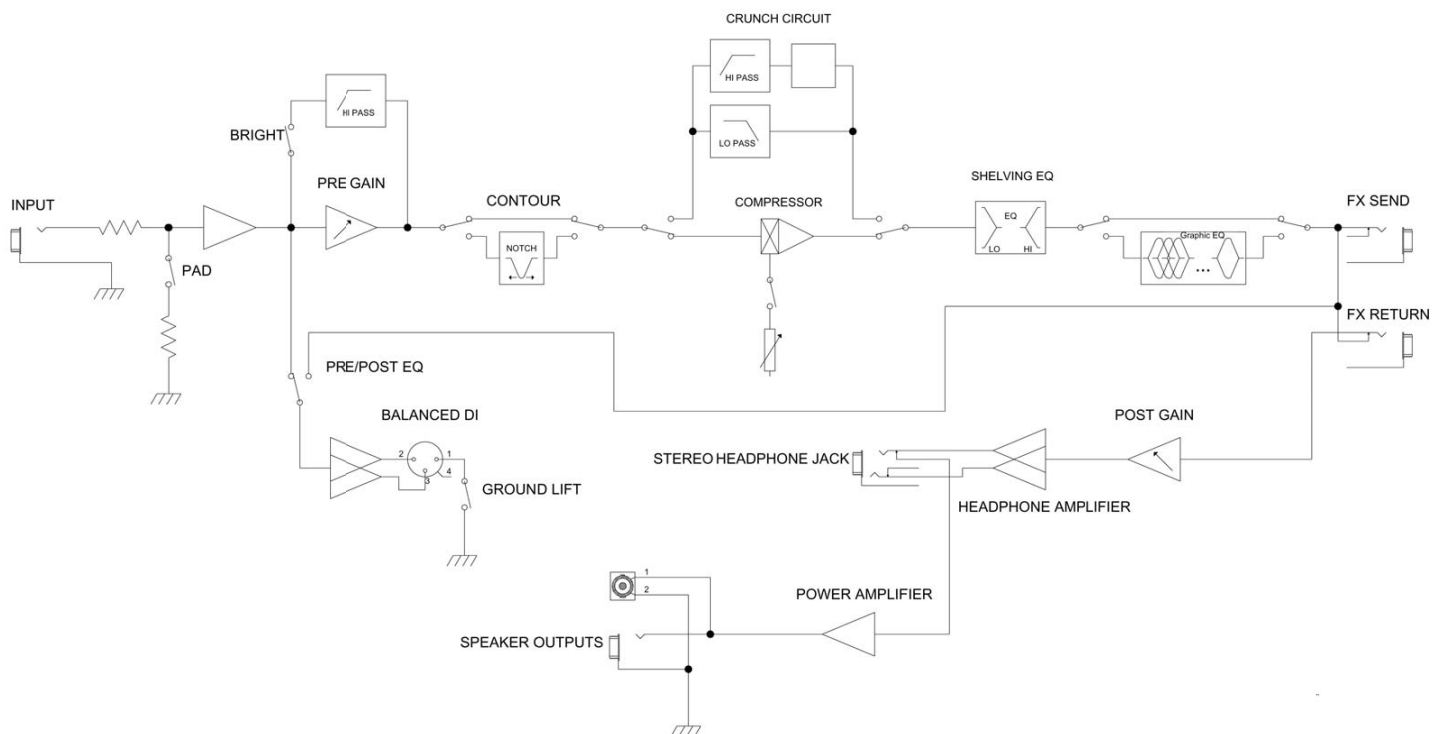 CRUNCH CIRCUIT
HI PASS
HI PASS
BRIGHT
LO PASS
PRE GAIN
SHELVING EQ
INPUT
CONTOUR
COMPRESSOR
FX SEND
EQ
LO
HI
NOTCH
Graphic EQ
...
PAD
FX RETURN
PRE/POST EQ
BALANCED DI
POST GAIN
2
1
4
3
STEREO HEADPHONE JACK
GROUND LIFT
HEADPHONE AMPLIFIER
1
2
POWER AMPLIFIER
SPEAKER OUTPUTS